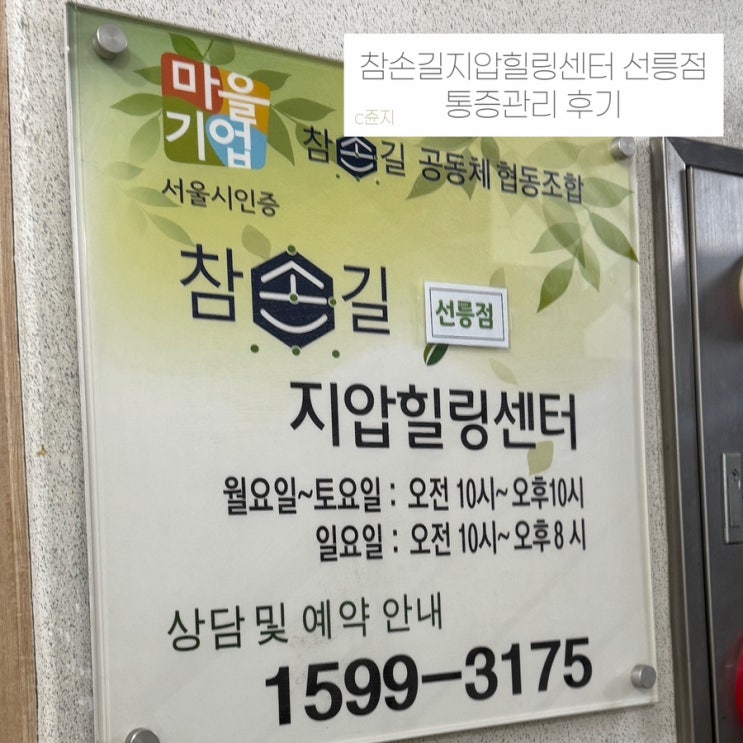 참손길지압힐링센터 선릉점
통증관리 후기
c쥰지
마을
기업
서울시인증
참손길 공동체 협동조합
참손길 선릉점
지압힐링센터
월요일~토요일 : 오전 10시~오후10시
일요일 : 오전 10시~오후8시
상담 및 예약 안내
1599-3175